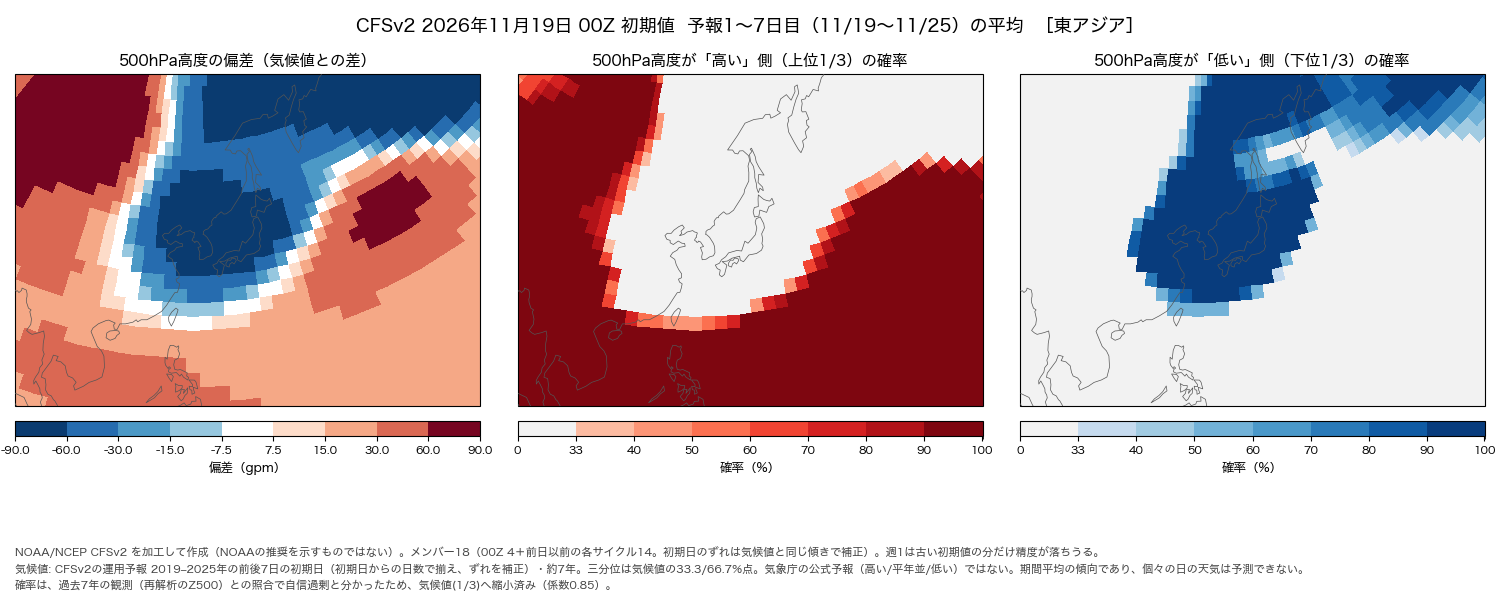 CFSv2 2026年11月19日 00Z 初期値 予報1〜7日目（11/19〜11/25）の平均 ［東アジア］
500hPa高度の偏差（気候値との差）
500hPa高度が「高い」側（上位1/3）の確率
500hPa高度が「低い」側（下位1/3）の確率
-90.0 -60.0 -30.0 -15.0 -7.5 7.5 15.0 30.0 60.0 90.0
偏差（gpm）
0 33 40 50 60 70 80 90 100
確率（%）
0 33 40 50 60 70 80 90 100
確率（%）
NOAA/NCEP CFSv2 を加工して作成（NOAAの推奨を示すものではない）。メンバー18（00Z 4＋前日以前の各サイクル14。初期日のずれは気候値と同じ傾きで補正）。週1は古い初期値の分だけ精度が落ちうる。
気候値: CFSv2の運用予報 2019–2025年の前後7日の初期日（初期日からの日数で揃え、ずれを補正）・約7年。三分位は気候値の33.3/66.7%点。気象庁の公式予報（高い/平年並/低い）ではない。期間平均の傾向であり、個々の日の天気は予測できない。
確率は、過去7年の観測（再解析のZ500）との照合で自信過剰と分かったため、気候値(1/3)へ縮小済み（係数0.85）。